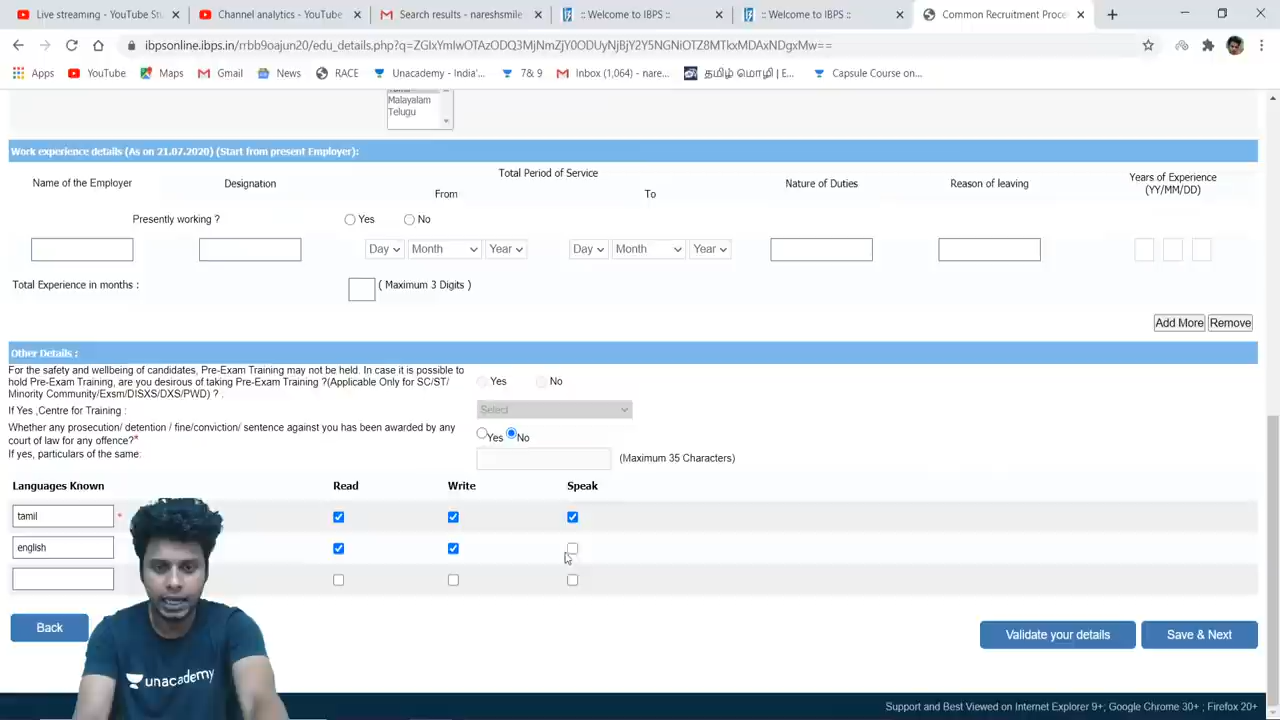 Live streaming - YouTube St
Channel analytics - YouTube
Search results - nareshsmile
:: Welcome to IBPS ::
:: Welcome to IBPS ::
Common Recruitment Proce
ibpsonline.ibps.in/rrbb9oajun20/edu_details.php?q=
Apps YouTube Maps Gmail News RACE Unacademy - India'... 7& 9 Inbox (1,064) - nare... தமிழ் மொழி | E... Capsule Course on...
Malayalam
Telugu
Work experience details (As on 21.07.2020) (Start from present Employer):
Name of the Employer Designation Total Period of Service Nature of Duties Reason of leaving Years of Experience
(YY/MM/DD)
From To
Presently working ? Yes No
Day Month Year Day Month Year
Total Experience in months : ( Maximum 3 Digits )
Add More Remove
Other Details :
For the safety and wellbeing of candidates, Pre-Exam Training may not be held. In case it is possible to
hold Pre-Exam Training, are you desirous of taking Pre-Exam Training ?(Applicable Only for SC/ST/ Yes No
Minority Community/Exsm/DISXS/DXS/PWD) ? .
If Yes ,Centre for Training : Select
Whether any prosecution/ detention / fine/conviction/ sentence against you has been awarded by any
court of law for any offence?* Yes No
If yes, particulars of the same: (Maximum 35 Characters)
Languages Known Read Write Speak
tamil *
english
Back Validate your details Save & Next
unacademy
Support and Best Viewed on Internet Explorer 9+; Google Chrome 30+ ; Firefox 20+